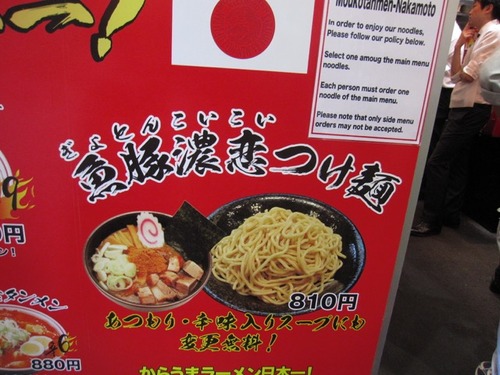 Moukotanmen-Nakamoto
In order to enjoy our noodles,
Please follow our policy below.
Select one amoug the main menu
noodles.
Each person must order one
noodle of the main menu.
Please note that only side menu
orders may not be accepted.
ぎょとんこいこい
魚豚濃恋つけ麺
810円
あつもり・辛味入りスープにも
変更無料!
からうまラーメン日本一!
880円